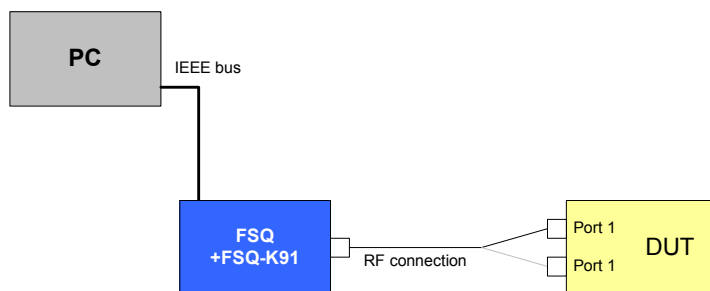 PC
IEEE bus
FSQ
+FSQ-K91
RF connection
Port 1
Port 1
DUT